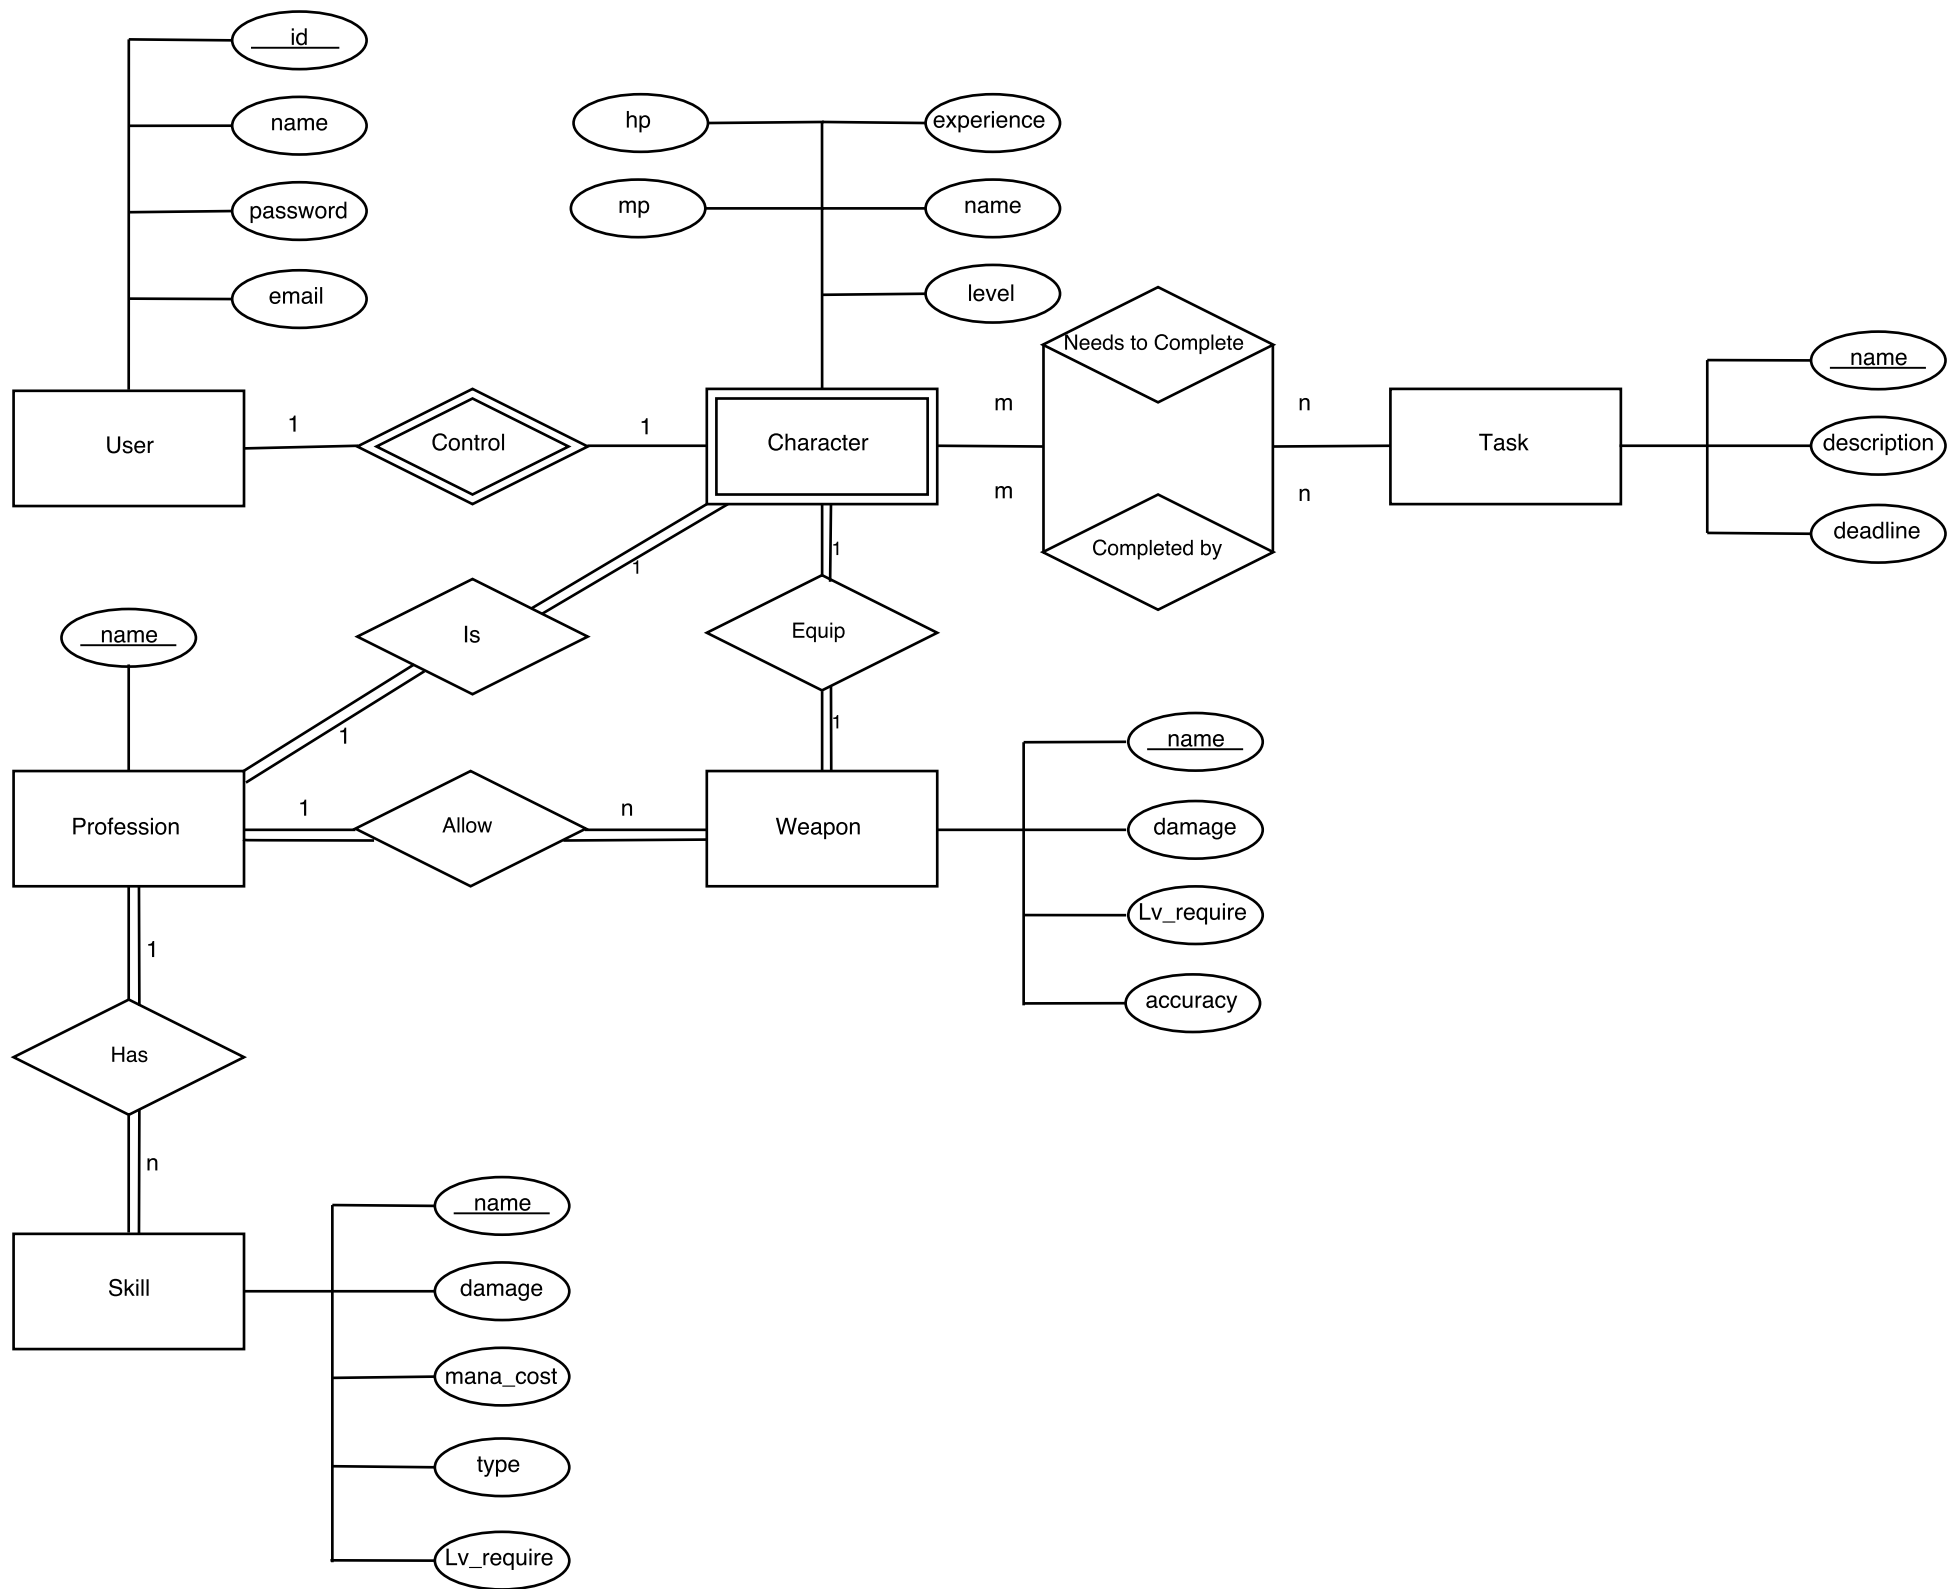 id
name
password
email
hp
experience
mp
name
level
Needs to Complete
name
description
deadline
User
1
Control
1
Character
m
n
Task
m
n
Completed by
1
1
name
Is
Equip
1
1
Profession
1
Allow
n
Weapon
name
damage
Lv_require
accuracy
1
Has
n
Skill
name
damage
mana_cost
type
Lv_require